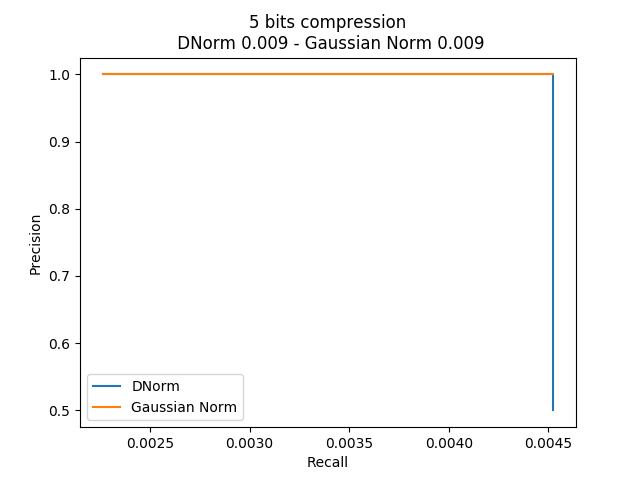 5 bits compression
DNorm 0.009 - Gaussian Norm 0.009
1.0
0.9
0.8
0.7
0.6
0.5
Precision
DNorm
Gaussian Norm
0.0025 0.0030 0.0035 0.0040 0.0045
Recall